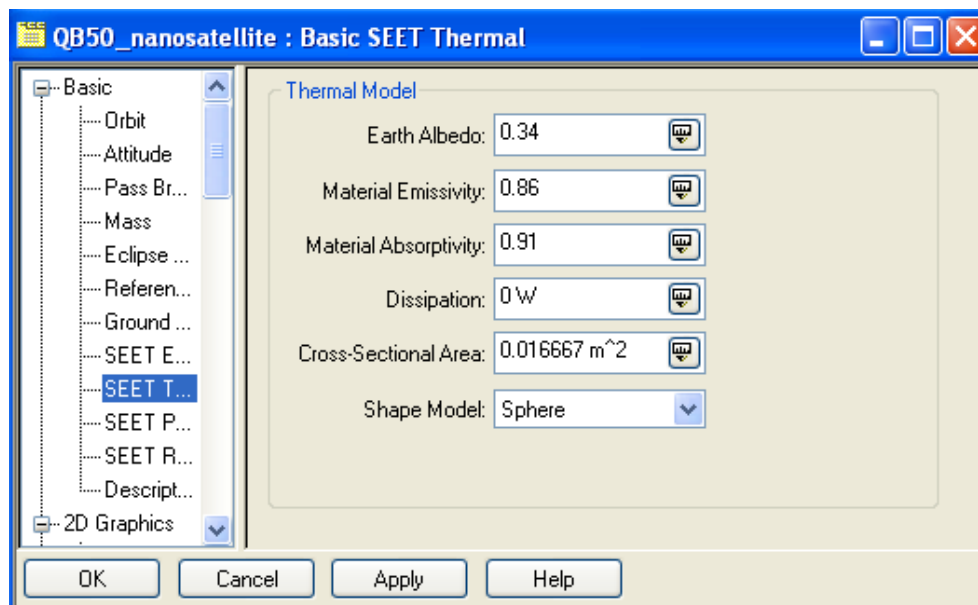 QB50_nanosatellite : Basic SEET Thermal
Basic
Orbit
Attitude
Pass Br...
Mass
Eclipse ...
Referen...
Ground ...
SEET E...
SEET T...
SEET P...
SEET R...
Descript...
2D Graphics
Thermal Model
Earth Albedo: 0.34
Material Emissivity: 0.86
Material Absorptivity: 0.91
Dissipation: 0 W
Cross-Sectional Area: 0.016667 m^2
Shape Model: Sphere
OK Cancel Apply Help